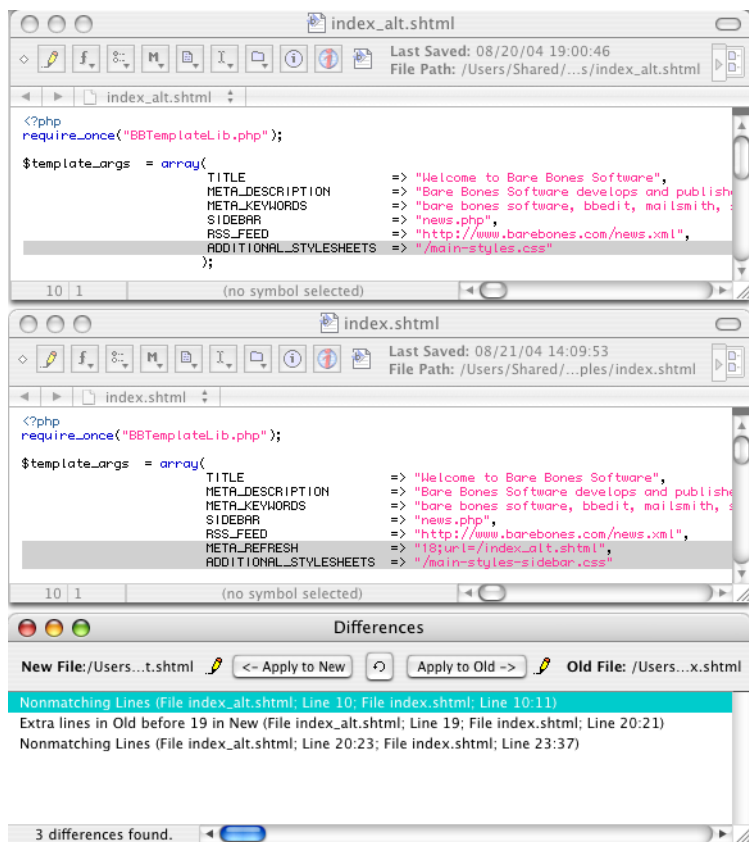 index_alt.shtml
Last Saved: 08/20/04 19:00:46
File Path: /Users/Shared/...s/index_alt.shtml
index_alt.shtml
<?php
require_once("BBTemplateLib.php");
$template_args = array(
TITLE => "Welcome to Bare Bones Software",
META_DESCRIPTION => "Bare Bones Software develops and publish
META_KEYWORDS => "bare bones software, bbedit, mailsmith,
SIDEBAR => "news.php",
RSS_FEED => "http://www.barebones.com/news.xml",
ADDITIONAL_STYLESHEETS => "/main-styles.css"
);
10 1 (no symbol selected)
index.shtml
Last Saved: 08/21/04 14:09:53
File Path: /Users/Shared/...ples/index.shtml
index.shtml
<?php
require_once("BBTemplateLib.php");
$template_args = array(
TITLE => "Welcome to Bare Bones Software",
META_DESCRIPTION => "Bare Bones Software develops and publish
META_KEYWORDS => "bare bones software, bbedit, mailsmith,
SIDEBAR => "news.php",
RSS_FEED => "http://www.barebones.com/news.xml",
META_REFRESH => "18;url=/index_alt.shtml",
ADDITIONAL_STYLESHEETS => "/main-styles-sidebar.css"
10 1 (no symbol selected)
Differences
New File:/Users...t.shtml <- Apply to New Apply to Old -> Old File: /Users...x.shtml
Nonmatching Lines (File index_alt.shtml; Line 10; File index.shtml; Line 10:11)
Extra lines in Old before 19 in New (File index_alt.shtml; Line 19; File index.shtml; Line 20:21)
Nonmatching Lines (File index_alt.shtml; Line 20:23; File index.shtml; Line 23:37)
3 differences found.